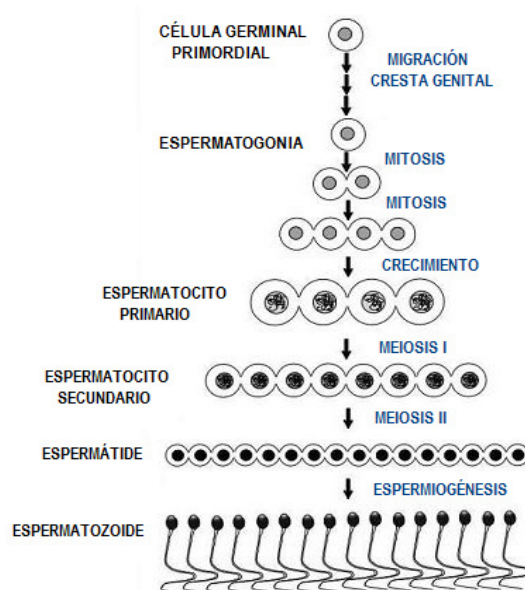 CÉLULA GERMINAL
PRIMORDIAL
MIGRACIÓN
CRESTA GENITAL
ESPERMATOGONIA
MITOSIS
MITOSIS
CRECIMIENTO
ESPERMATOCITO
PRIMARIO
MEIOSIS I
ESPERMATOCITO
SECUNDARIO
MEIOSIS II
ESPERMÁTIDE
ESPERMIOGÉNESIS
ESPERMATOZOIDE